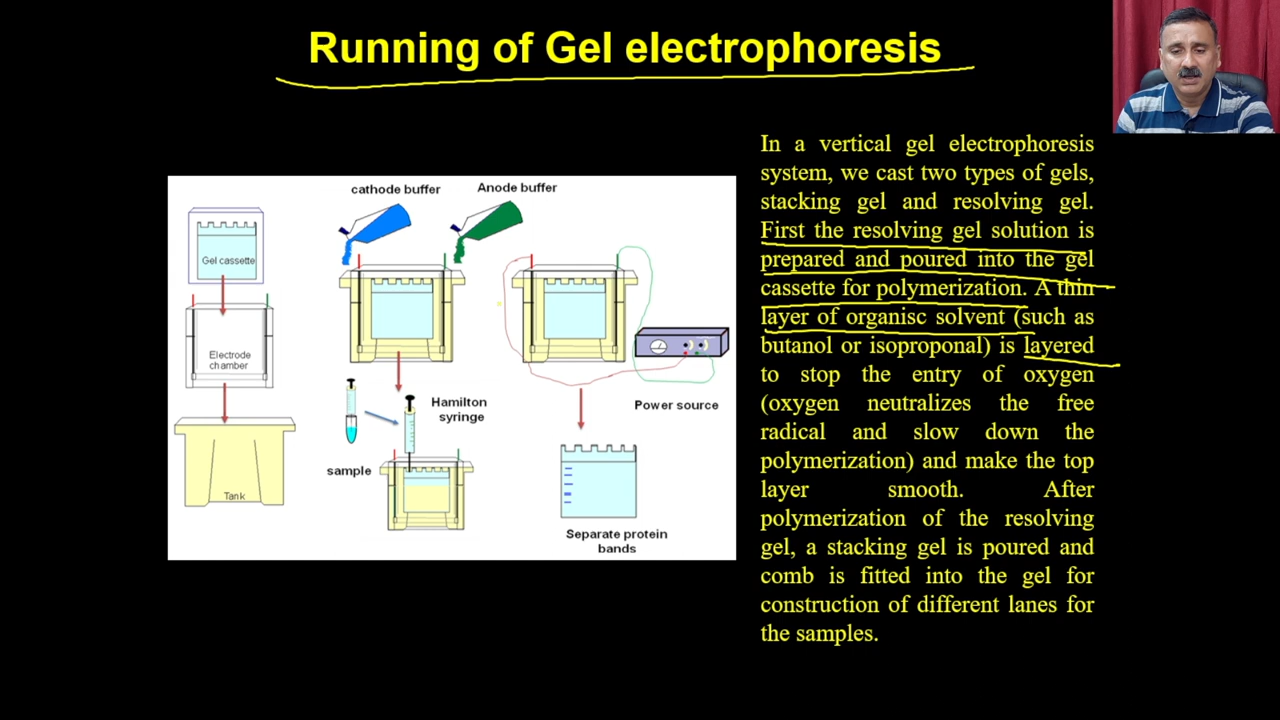 Running of Gel electrophoresis
cathode buffer
Anode buffer
Gel cassette
Electrode
chamber
Tank
Hamilton
syringe
sample
Power source
Separate protein
bands
In a vertical gel electrophoresis
system, we cast two types of gels,
stacking gel and resolving gel.
First the resolving gel solution is
prepared and poured into the gel
cassette for polymerization. A thin
layer of organisc solvent (such as
butanol or isoproponal) is layered
to stop the entry of oxygen
(oxygen neutralizes the free
radical and slow down the
polymerization) and make the top
layer smooth. After
polymerization of the resolving
gel, a stacking gel is poured and
comb is fitted into the gel for
construction of different lanes for
the samples.